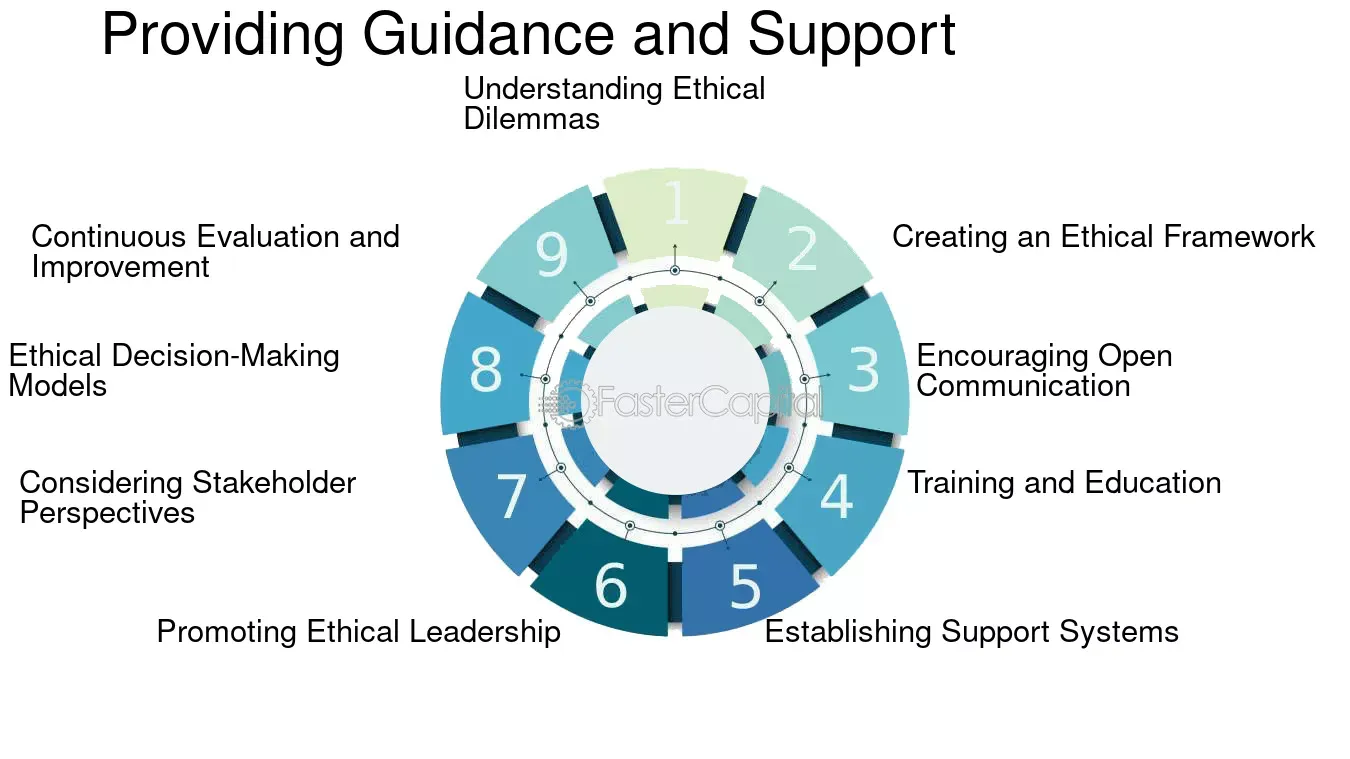 Providing Guidance and Support
Understanding Ethical
Dilemmas
1
2
Creating an Ethical Framework
3
Encouraging Open
Communication
4
Training and Education
5
Establishing Support Systems
6
Promoting Ethical Leadership
7
Considering Stakeholder
Perspectives
8
Ethical Decision-Making
Models
9
Continuous Evaluation and
Improvement
FasterCapital